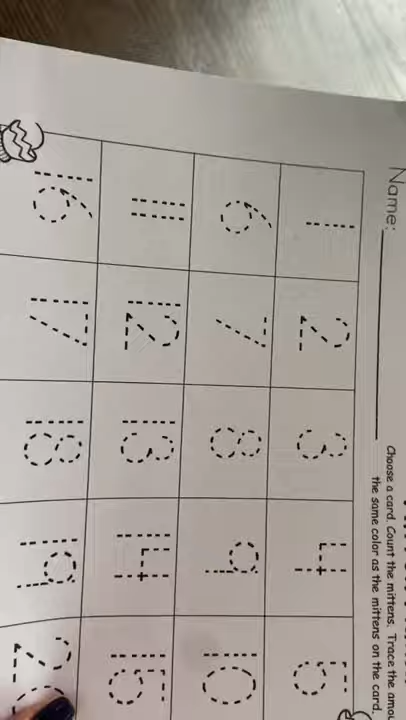 Name:
Choose a card. Count the mittens. Trace the
the same color as the mittens on the card.
1 2 3 4 5
6 7 8 9 10
11 12 13 14 15
16 17 18 19 20